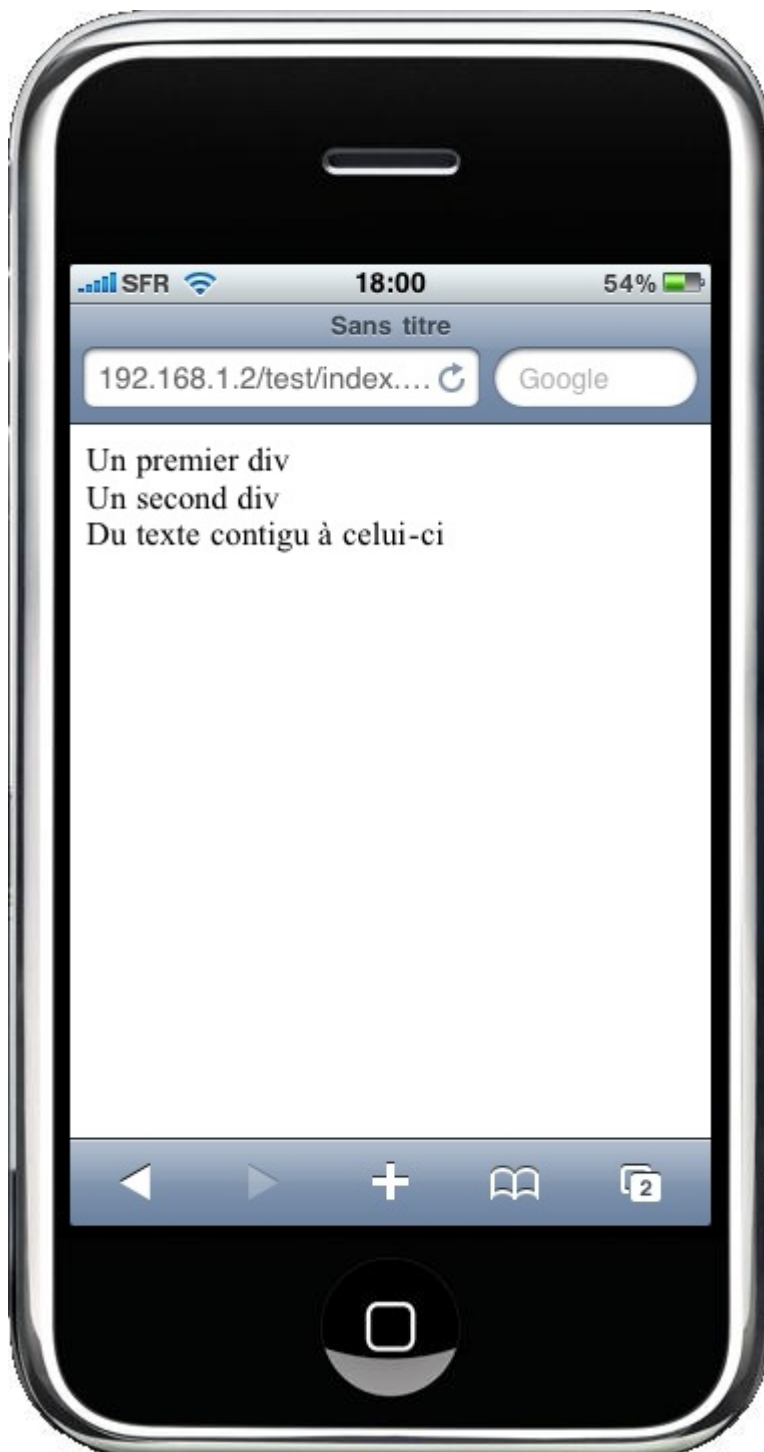 SFR 18:00 54%
Sans titre
192.168.1.2/test/index.... Google
Un premier div
Un second div
Du texte contigu à celui-ci
2